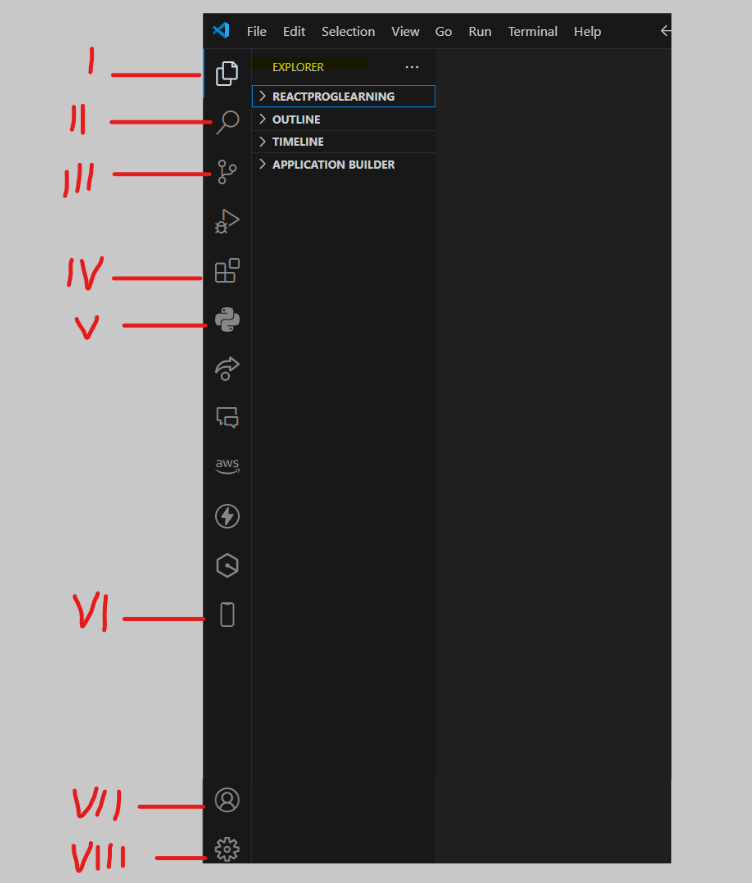 File Edit Selection View Go Run Terminal Help
I
EXPLORER
REACTPROGLEARNING
II
OUTLINE
TIMELINE
III
APPLICATION BUILDER
IV
V
aws
VI
VII
VIII